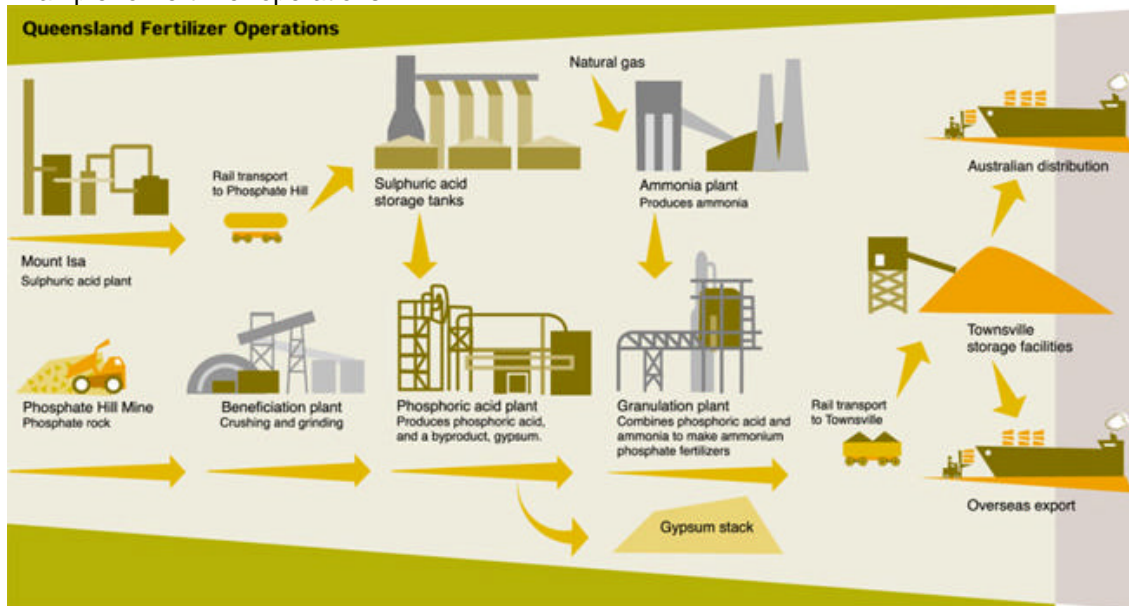 Queensland Fertilizer Operations
Natural gas
Rail transport
to Phosphate Hill
Sulphuric acid
storage tanks
Ammonia plant
Produces ammonia
Australian distribution
Mount Isa
Sulphuric acid plant
Townsville
storage facilities
Phosphate Hill Mine
Phosphate rock
Beneficiation plant
Crushing and grinding
Phosphoric acid plant
Produces phosphoric acid,
and a byproduct, gypsum.
Granulation plant
Combines phosphoric acid and
ammonia to make ammonium
phosphate fertilizers
Rail transport
to Townsville
Overseas export
Gypsum stack